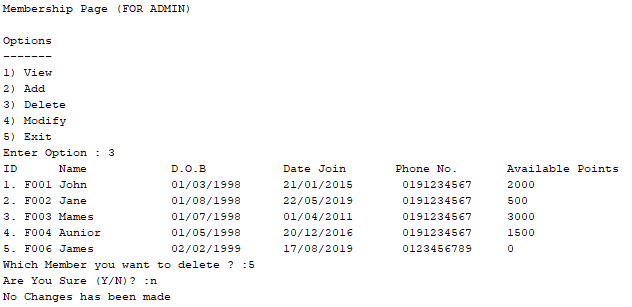 Membership Page (FOR ADMIN)
Options
-------
1) View
2) Add
3) Delete
4) Modify
5) Exit
Enter Option : 3
ID Name D.O.B Date Join Phone No. Available Points
1. F001 John 01/03/1998 21/01/2015 0191234567 2000
2. F002 Jane 01/08/1998 22/05/2019 0191234567 500
3. F003 Mames 01/07/1998 01/04/2011 0191234567 3000
4. F004 Aunior 01/05/1998 20/12/2016 0191234567 1500
5. F006 James 02/02/1999 17/08/2019 0123456789 0
Which Member you want to delete ? :5
Are You Sure (Y/N)? :n
No Changes has been made